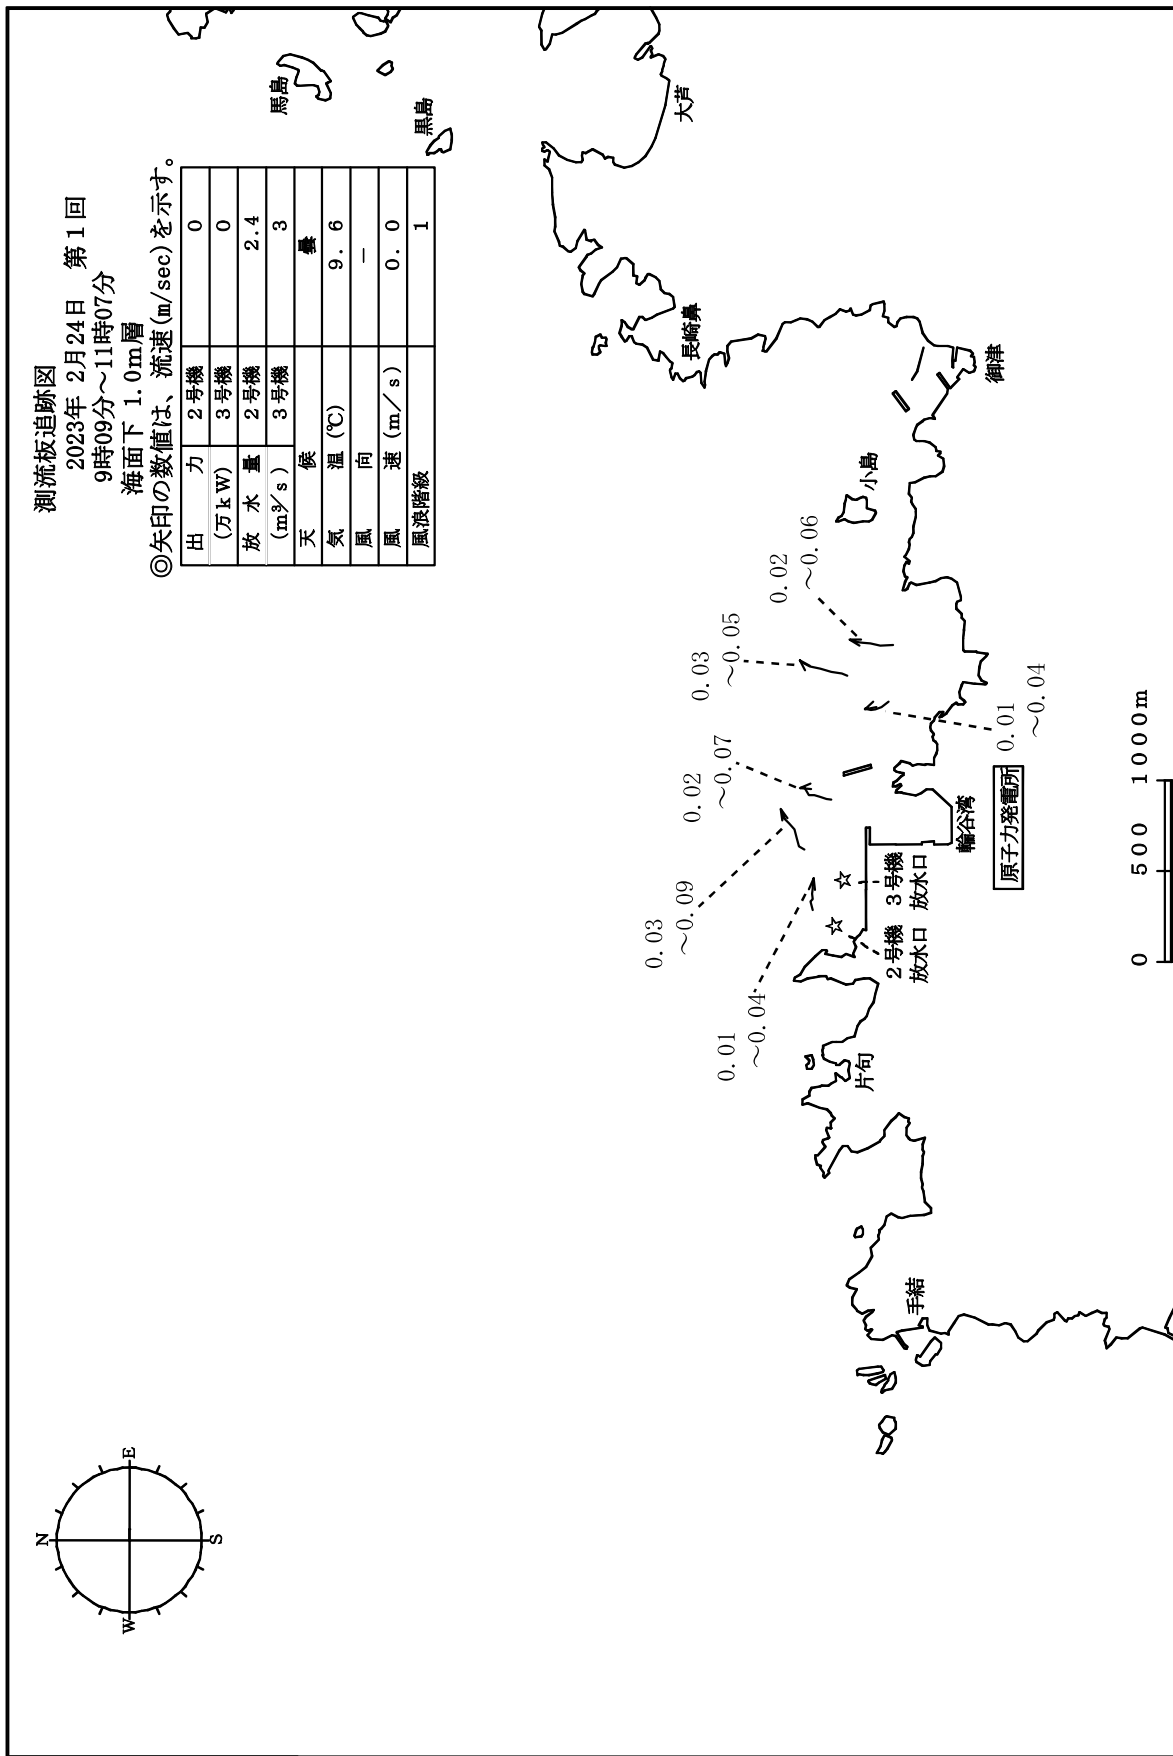 測流板追跡図
2023年 2月24日 第1回
9時09分～11時07分
海面下 1.0m層
◎矢印の数値は、流速(m/sec)を示す。
出力 2号機 0
(万kW) 3号機 0
放水量 2号機 2.4
(m³/s) 3号機 3
天候 曇
気温(℃) 9.6
風向 －
風速(m/s) 0.0
風浪階級 1
N
W
E
S
馬島
黒島
大芦
長崎鼻
御津
小島
0.02
～0.06
0.03
～0.05
0.02
～0.07
0.03
～0.09
0.01
～0.04
0.01
～0.04
2号機
放水口
3号機
放水口
輪谷湾
原子力発電所
片句
手結
0 500 1000m